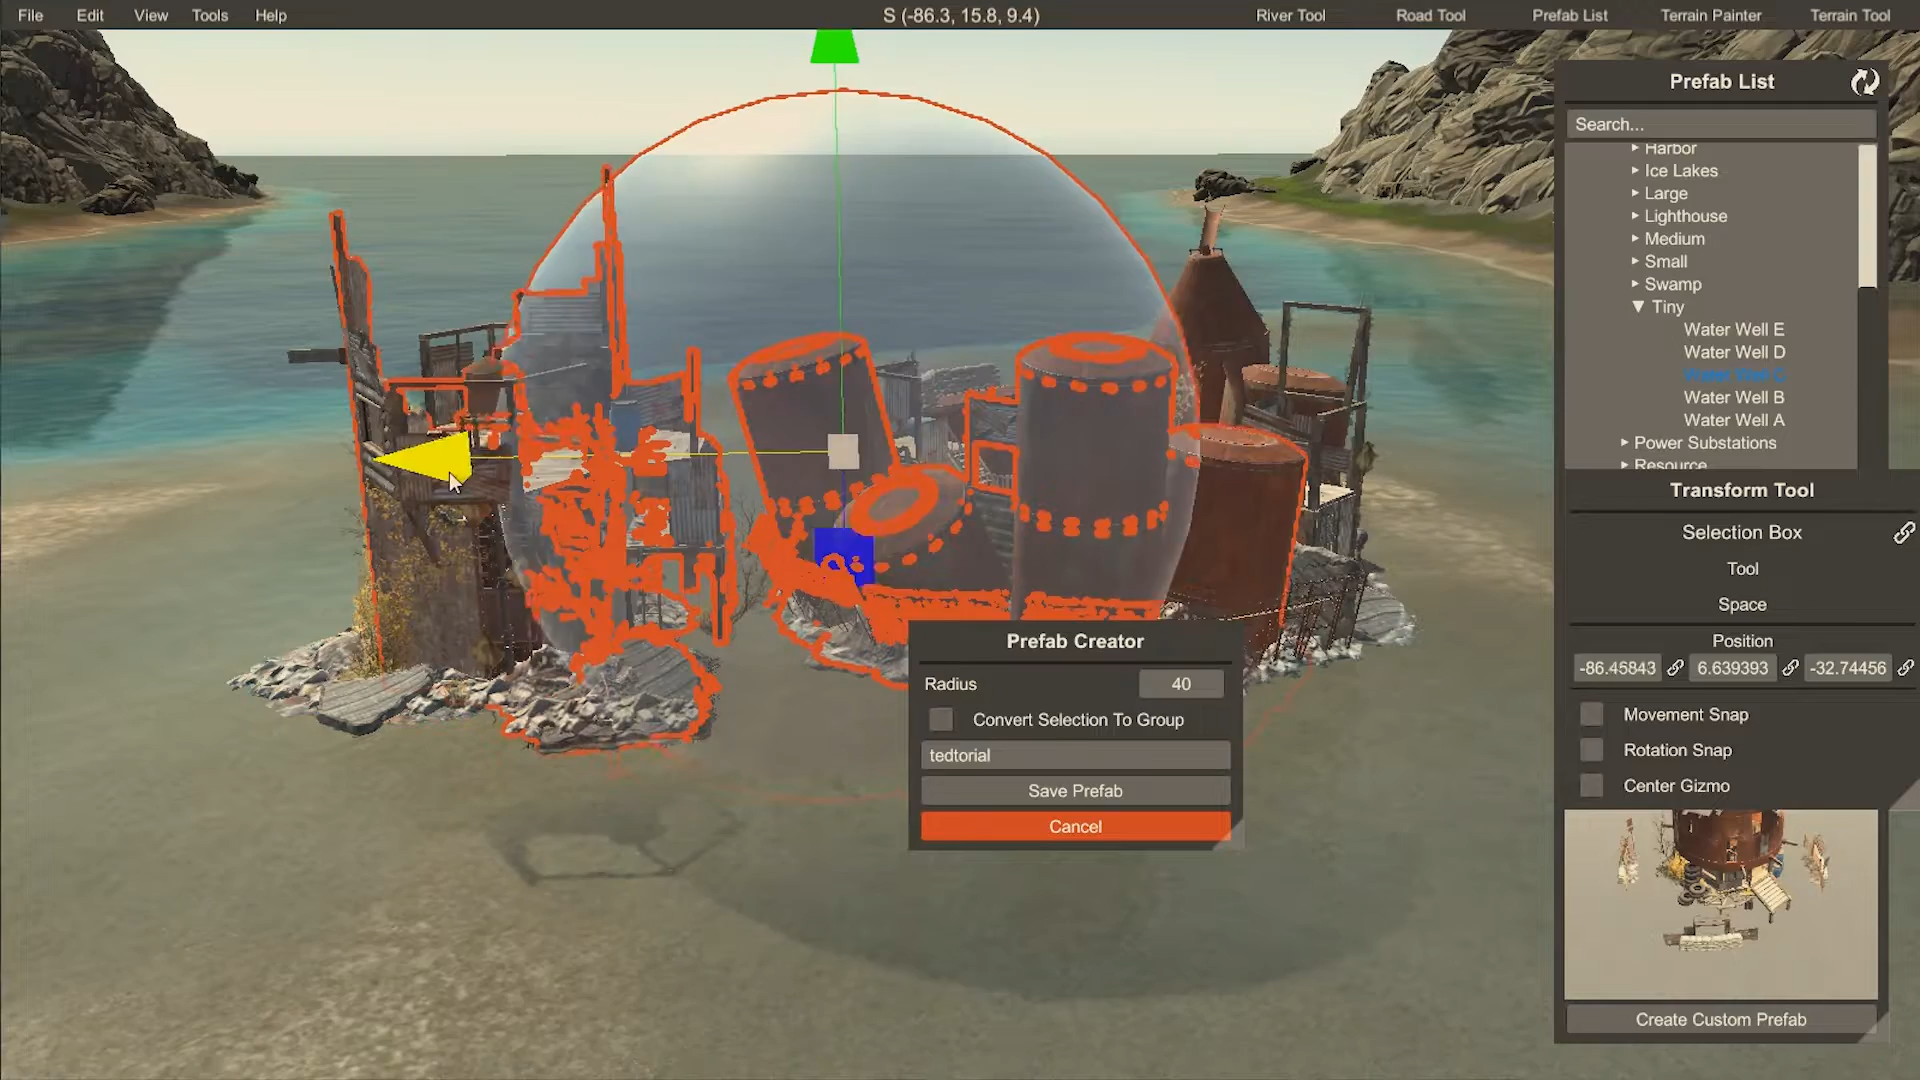 File Edit View Tools Help S (-86.3, 15.8, 9.4) River Tool Road Tool Prefab List Terrain Painter Terrain Tool
Prefab List
Search...
Harbor
Ice Lakes
Large
Lighthouse
Medium
Small
Swamp
Tiny
Water Well E
Water Well D
Water Well C
Water Well B
Water Well A
Power Substations
Resource
Transform Tool
Selection Box
Tool
Space
Position
-86.45843 6.639393 -32.74456
Movement Snap
Rotation Snap
Center Gizmo
Create Custom Prefab
Prefab Creator
Radius 40
Convert Selection To Group
tedtorial
Save Prefab
Cancel